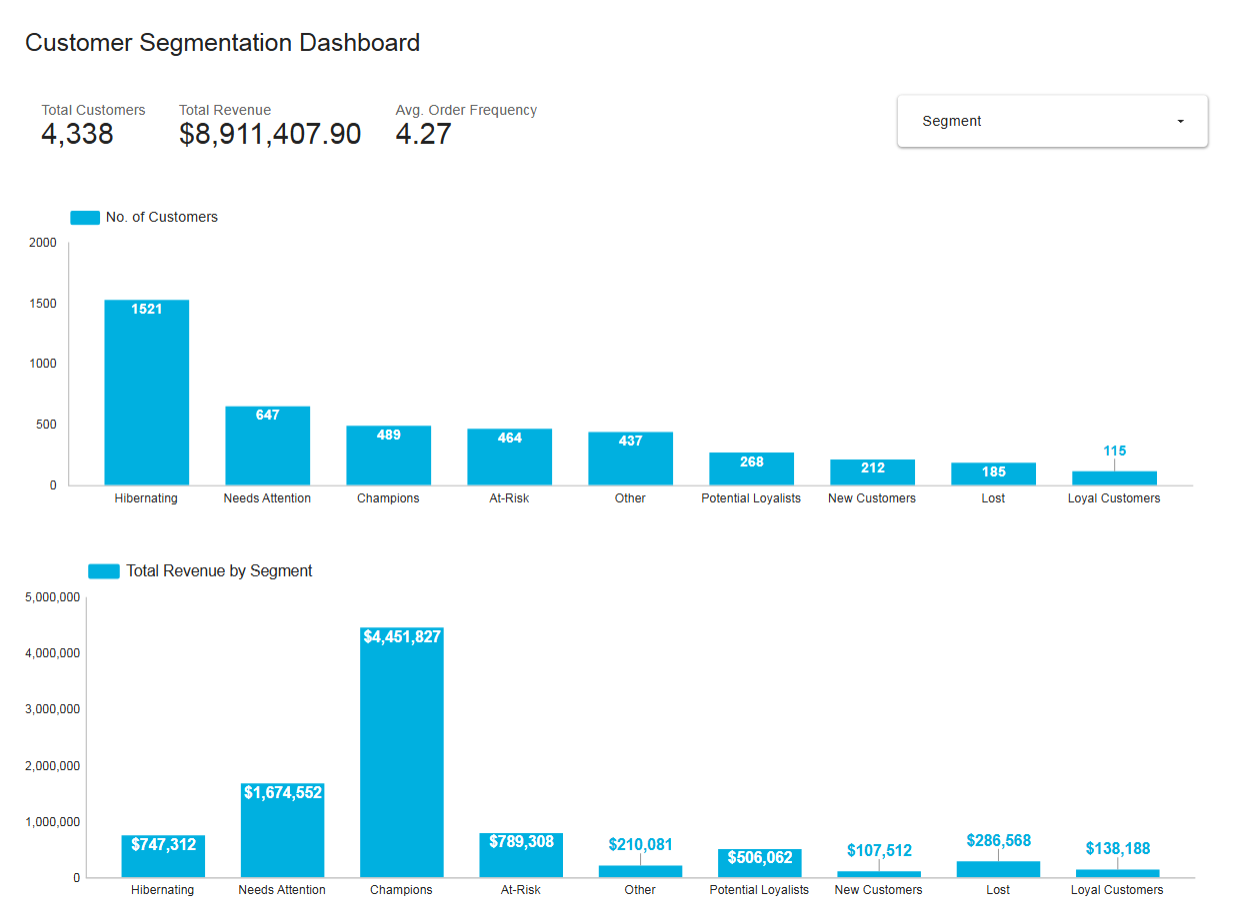 Customer Segmentation Dashboard
Total Customers
4,338
Total Revenue
$8,911,407.90
Avg. Order Frequency
4.27
Segment
No. of Customers
2000
1500
1000
500
0
1521
647
489
464
437
268
212
185
115
Hibernating
Needs Attention
Champions
At-Risk
Other
Potential Loyalists
New Customers
Lost
Loyal Customers
Total Revenue by Segment
5,000,000
4,000,000
3,000,000
2,000,000
1,000,000
0
$747,312
$1,674,552
$4,451,827
$789,308
$210,081
$506,062
$107,512
$286,568
$138,188
Hibernating
Needs Attention
Champions
At-Risk
Other
Potential Loyalists
New Customers
Lost
Loyal Customers